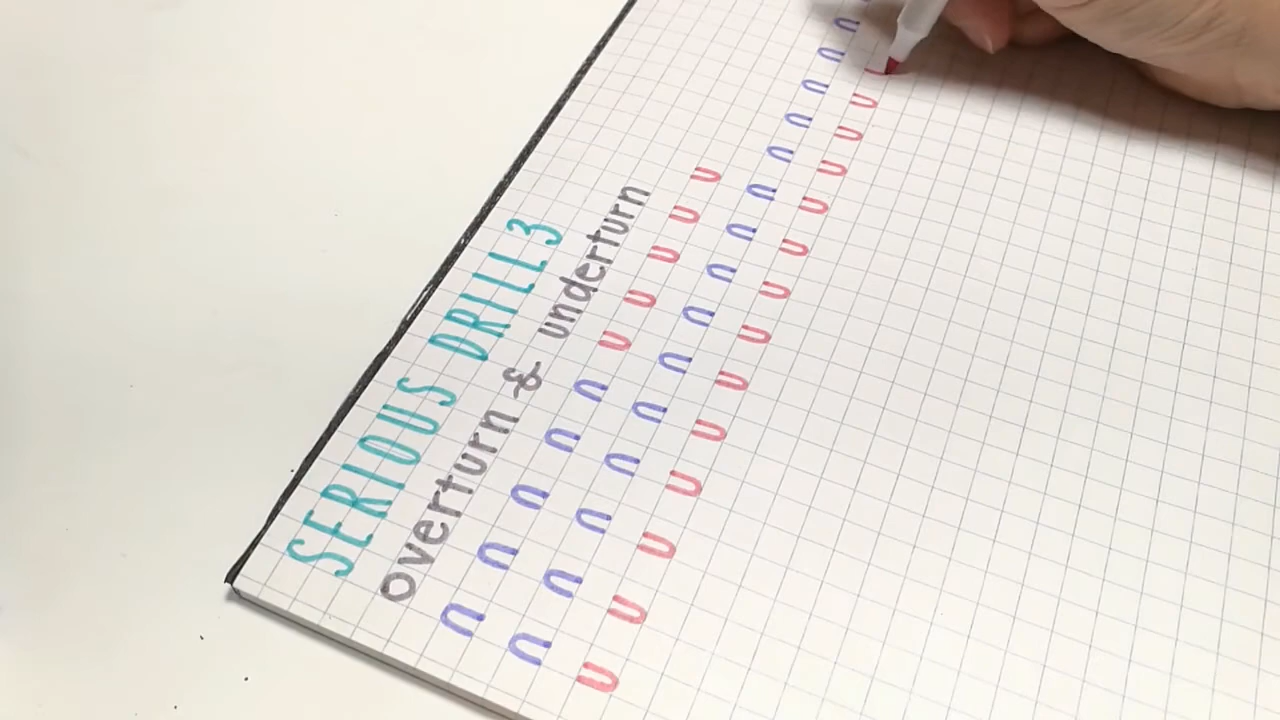 SERIOUS DRILL 3
overturn & underturn
n n n n n u u u u u
n n n n n n n n n n n n n n n
u u u u u u u u u u u u u